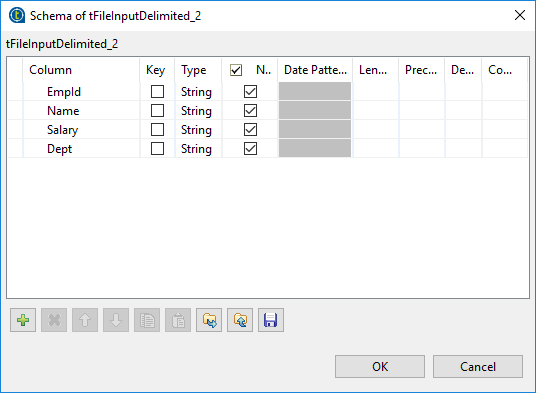 Schema of tFileInputDelimited_2
tFileInputDelimited_2
Column Key Type N.. Date Patte... Len... Prec... De... Co...
EmpId String
Name String
Salary String
Dept String
OK Cancel